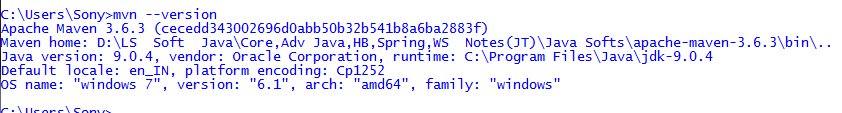 C:\Users\Sony>mvn --version
Apache Maven 3.6.3 (cecedd343002696d0abb50b32b541b8a6ba2883f)
Maven home: D:\LS  Soft  Java\Core,Adv Java,HB,Spring,WS  Notes(JT)\Java Softs\apache-maven-3.6.3\bin\..
Java version: 9.0.4, vendor: Oracle Corporation, runtime: C:\Program Files\Java\jdk-9.0.4
Default locale: en_IN, platform encoding: Cp1252
OS name: "windows 7", version: "6.1", arch: "amd64", family: "windows"
C:\Users\Sony>